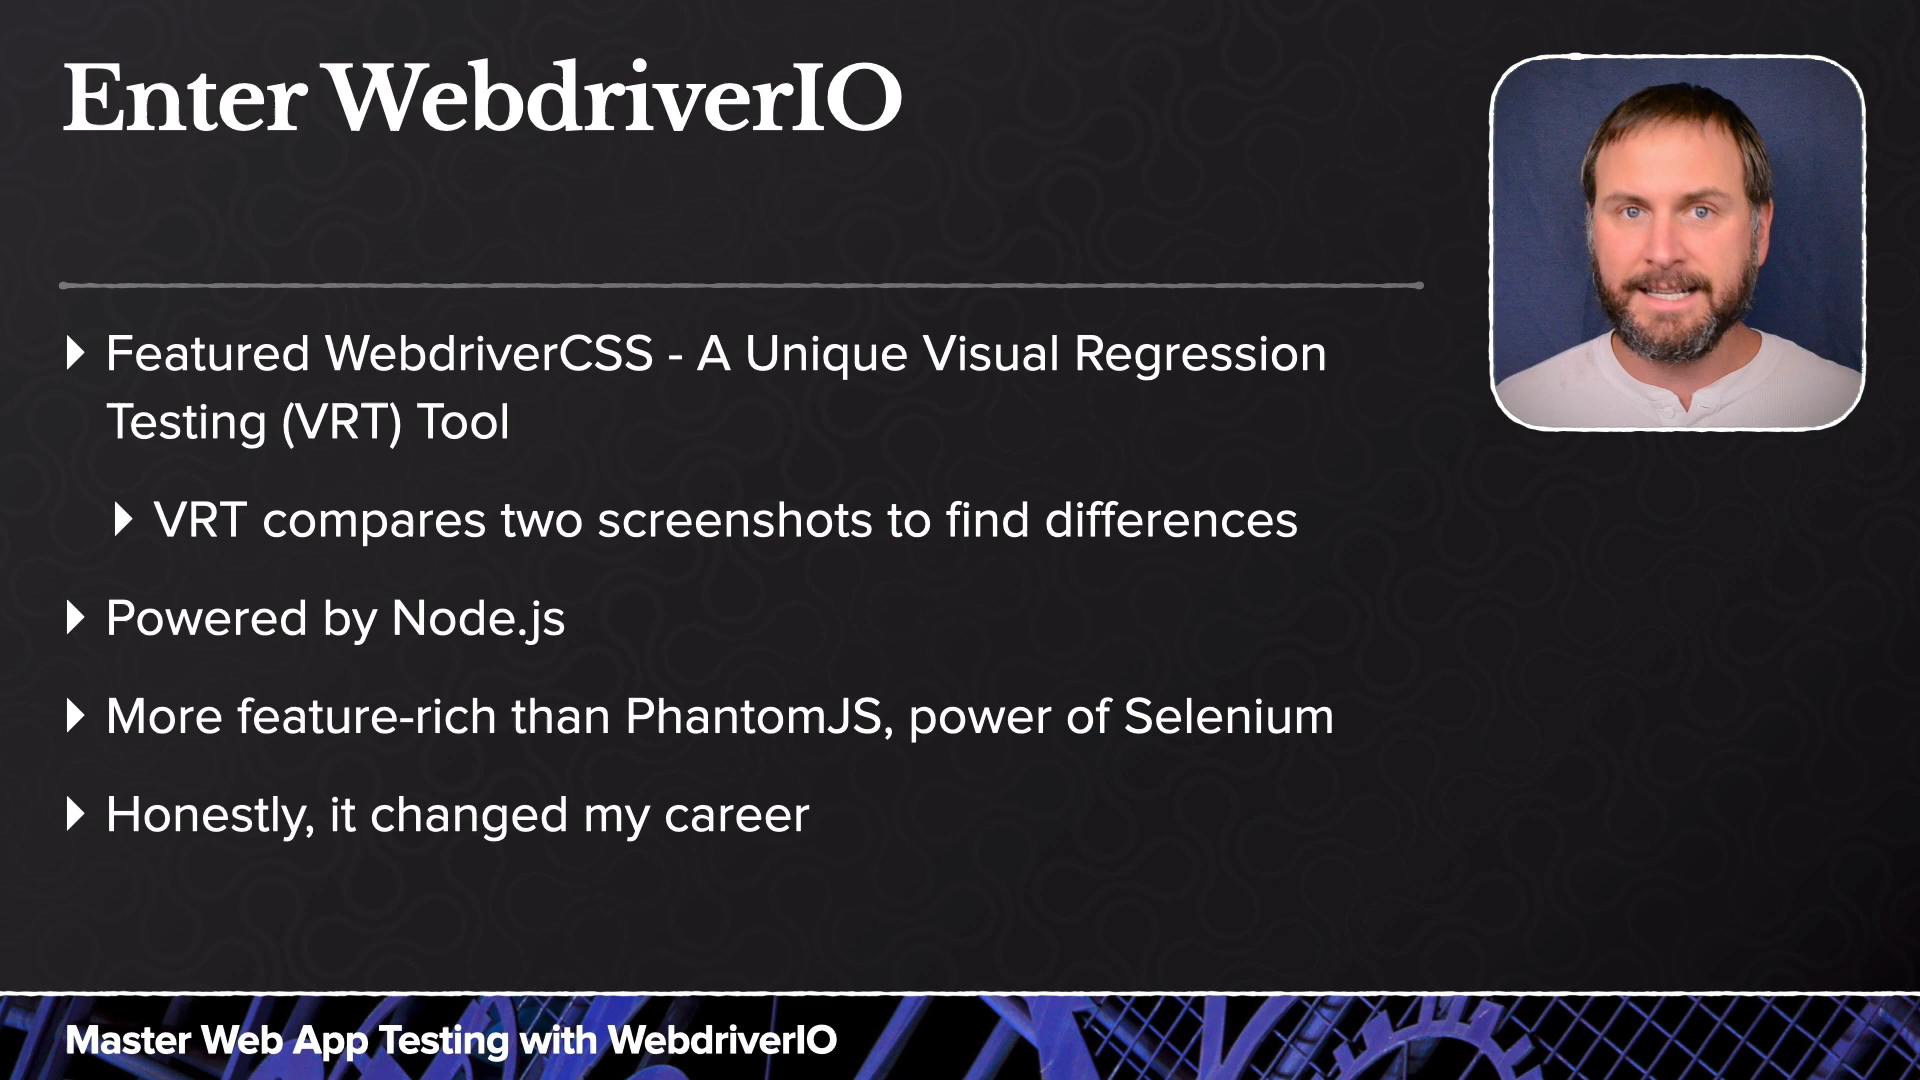 Enter WebdriverIO
Featured WebdriverCSS - A Unique Visual Regression
Testing (VRT) Tool
VRT compares two screenshots to find differences
Powered by Node.js
More feature-rich than PhantomJS, power of Selenium
Honestly, it changed my career
Master Web App Testing with WebdriverIO